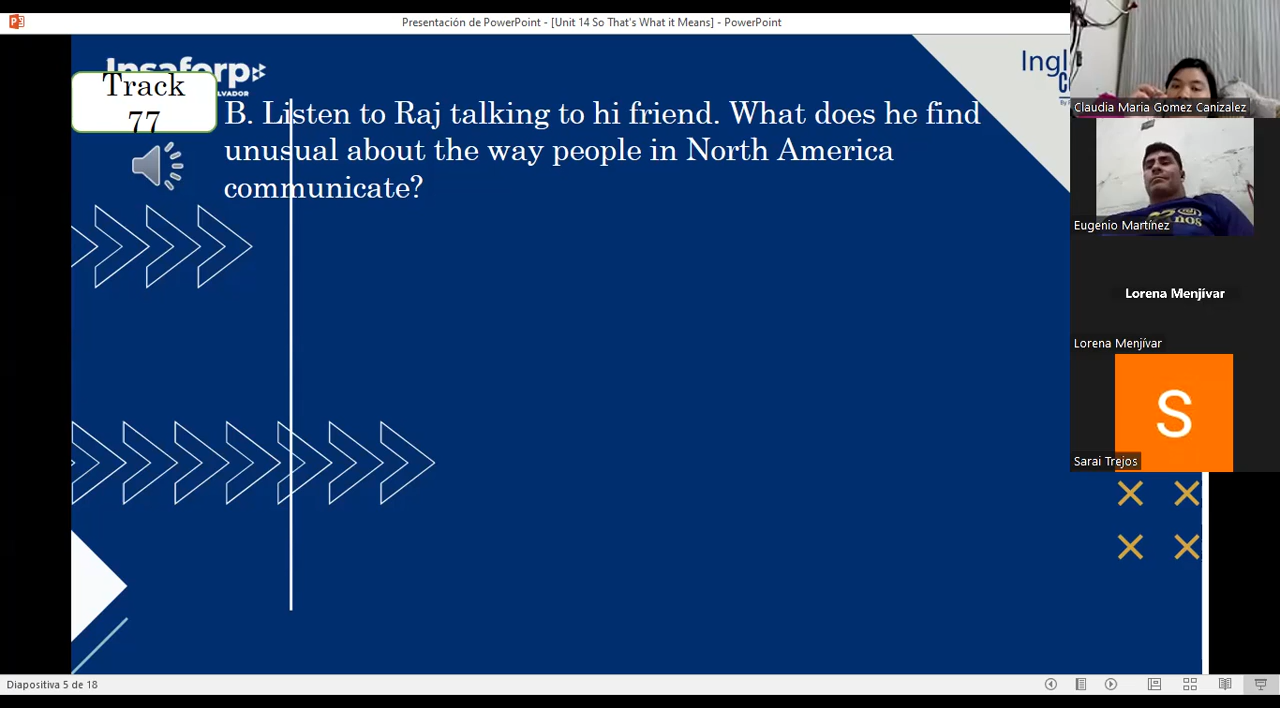 Presentación de PowerPoint - [Unit 14 So That's What it Means] - PowerPoint
Insaforp
Track
77
B. Listen to Raj talking to hi friend. What does he find
unusual about the way people in North America
communicate?
Claudia Maria Gomez Canizalez
Eugenio Martínez
Lorena Menjívar
Lorena Menjívar
S
Sarai Trejos
Diapositiva 5 de 18